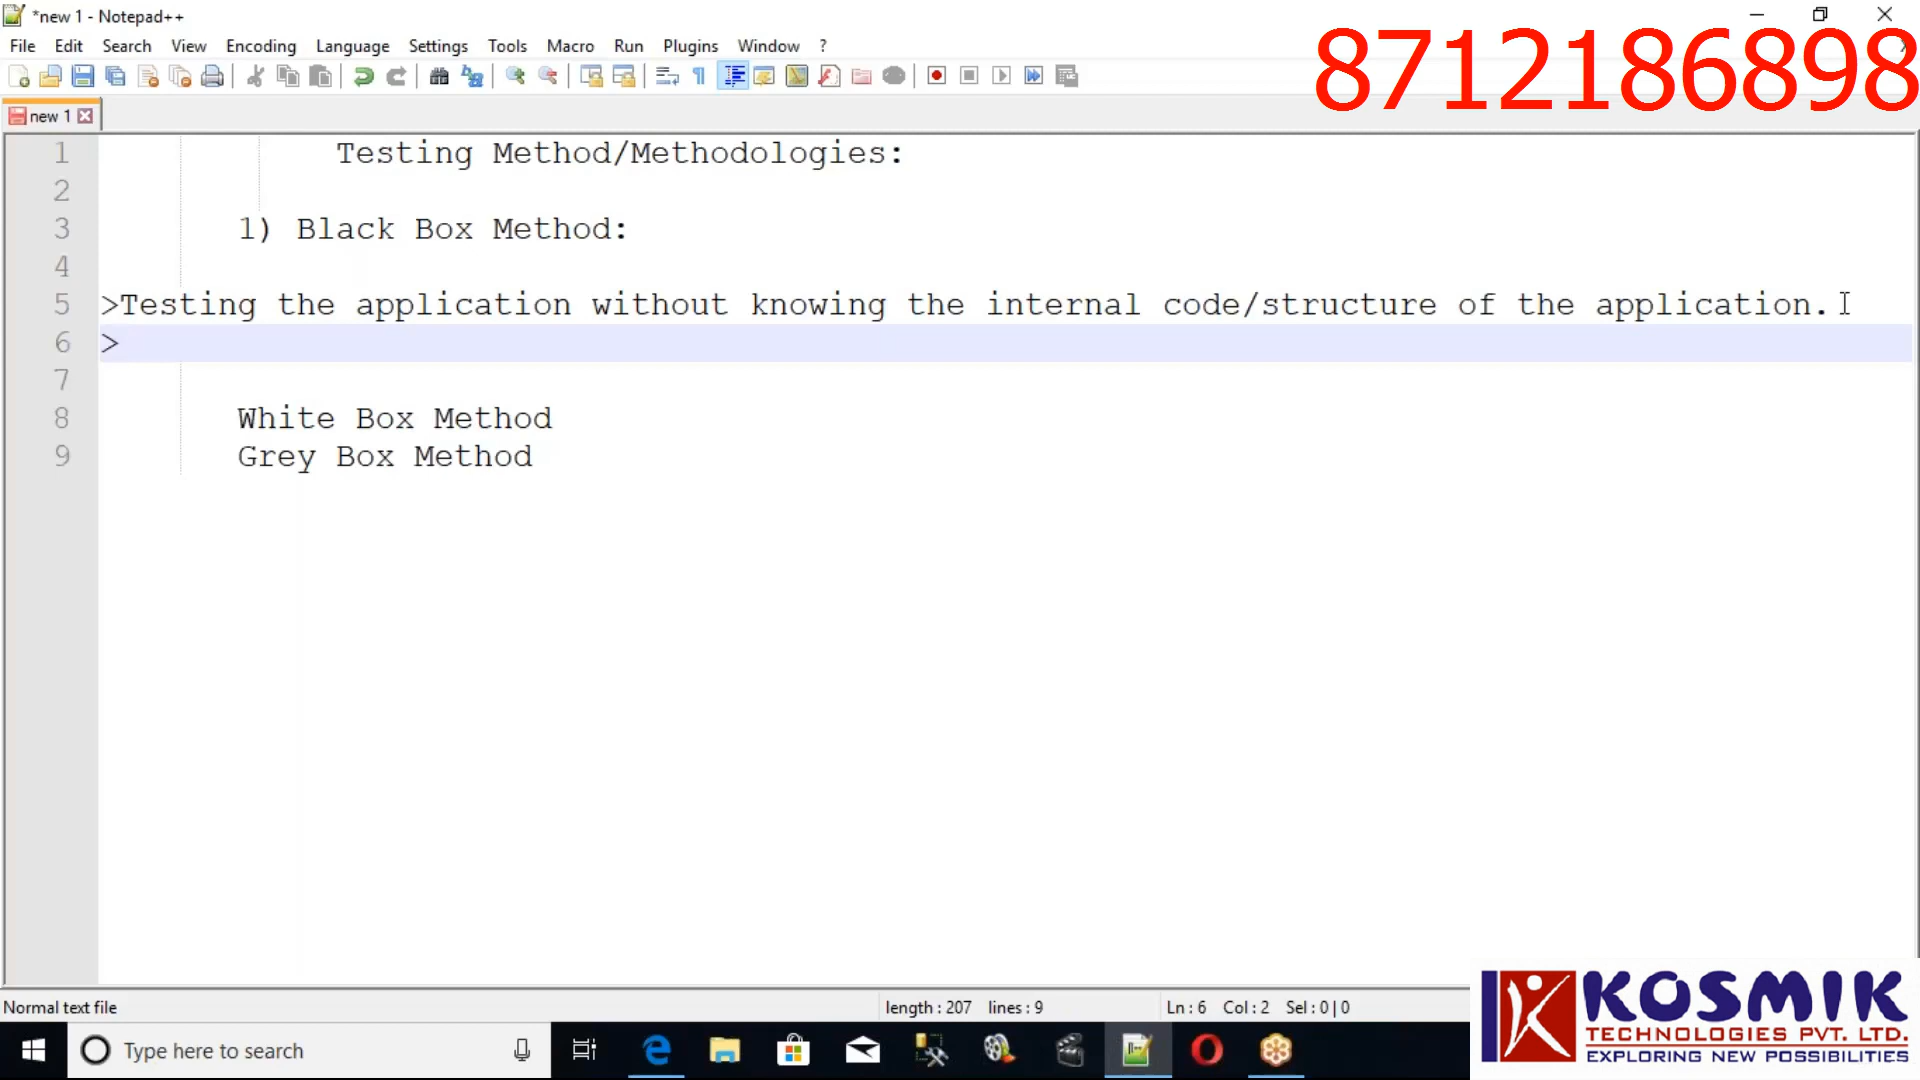 *new 1 - Notepad++
File Edit Search View Encoding Language Settings Tools Macro Run Plugins Window ?
8712186898
new 1
1 Testing Method/Methodologies:
2
3 1) Black Box Method:
4
5 >Testing the application without knowing the internal code/structure of the application.
6 >
7
8 White Box Method
9 Grey Box Method
Normal text file length : 207 lines : 9 Ln : 6 Col : 2 Sel : 0 | 0
KOSMIK
TECHNOLOGIES PVT. LTD.
EXPLORING NEW POSSIBILITIES
Type here to search